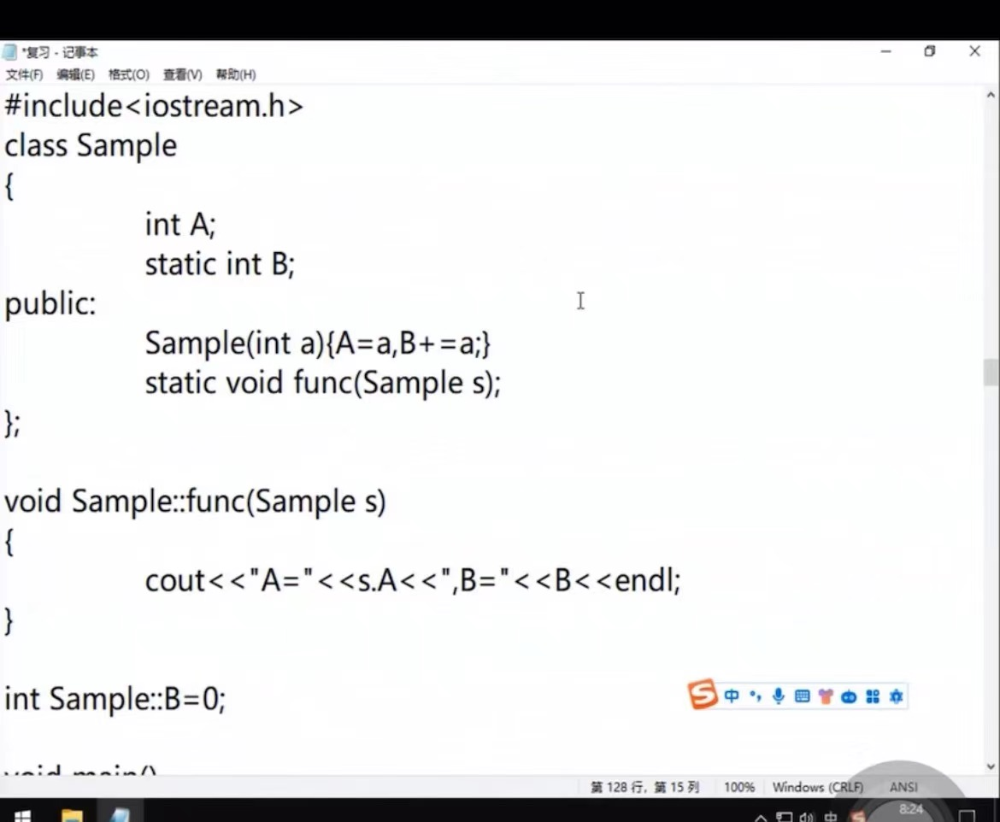 *复习 - 记事本
文件(F) 编辑(E) 格式(O) 查看(V) 帮助(H)
#include<iostream.h>
class Sample
{
int A;
static int B;
public:
Sample(int a){A=a,B+=a;}
static void func(Sample s);
};
void Sample::func(Sample s)
{
cout<<"A="<<s.A<<",B="<<B<<endl;
}
int Sample::B=0;
中
void main()
第 128 行，第 15 列 100% Windows (CRLF) ANSI
中 8:24